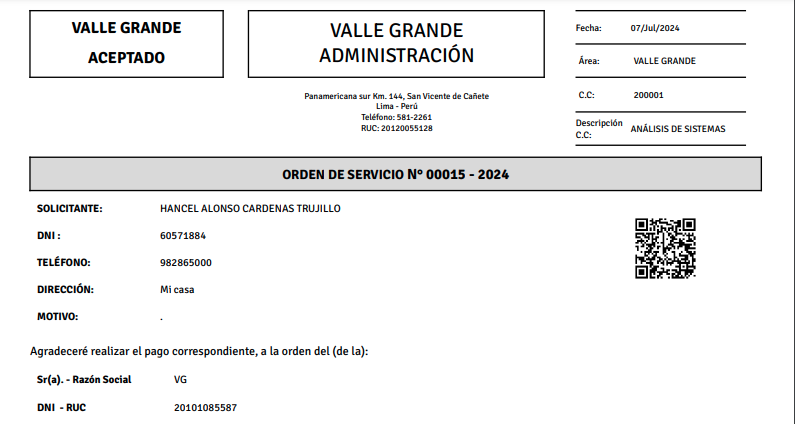 VALLE GRANDE
ACEPTADO
VALLE GRANDE
ADMINISTRACIÓN
Panamericana sur Km. 144, San Vicente de Cañete
Lima - Perú
Teléfono: 581-2261
RUC: 20120055128
Fecha: 07/Jul/2024
Área: VALLE GRANDE
C.C: 200001
Descripción
C.C: ANÁLISIS DE SISTEMAS
ORDEN DE SERVICIO Nº 00015 - 2024
SOLICITANTE: HANCEL ALONSO CARDENAS TRUJILLO
DNI : 60571884
TELÉFONO: 982865000
DIRECCIÓN: Mi casa
MOTIVO: .
Agradeceré realizar el pago correspondiente, a la orden del (de la):
Sr(a). - Razón Social VG
DNI - RUC 20101085587